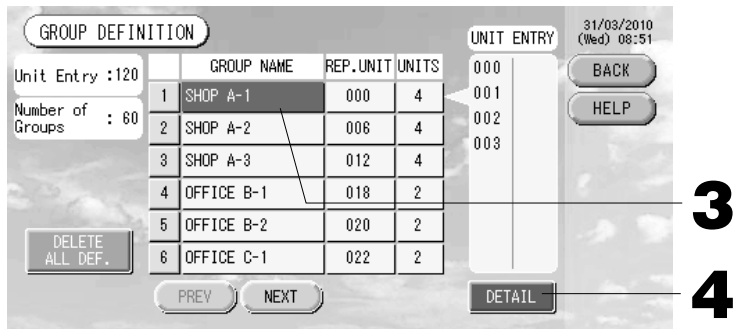 GROUP DEFINITION
31/03/2010
(Wed) 08:51
Unit Entry :120
Number of
Groups : 60
GROUP NAME REP.UNIT UNITS
1 SHOP A-1 000 4
2 SHOP A-2 006 4
3 SHOP A-3 012 4
4 OFFICE B-1 018 2
5 OFFICE B-2 020 2
6 OFFICE C-1 022 2
UNIT ENTRY
000
001
002
003
BACK
HELP
DELETE
ALL DEF.
PREV NEXT
DETAIL
3
4